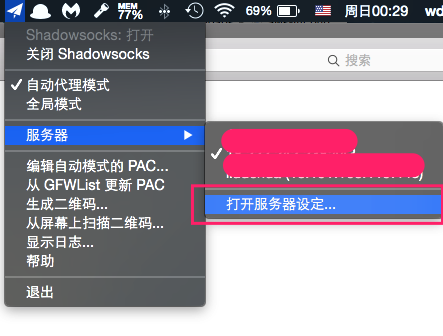 MEM
77%
69%
周日00:29
wd
Shadowsocks: 打开
关闭 Shadowsocks
搜索
自动代理模式
全局模式
服务器
编辑自动模式的 PAC...
从 GFWList 更新 PAC
打开服务器设定...
生成二维码...
从屏幕上扫描二维码...
显示日志...
帮助
退出